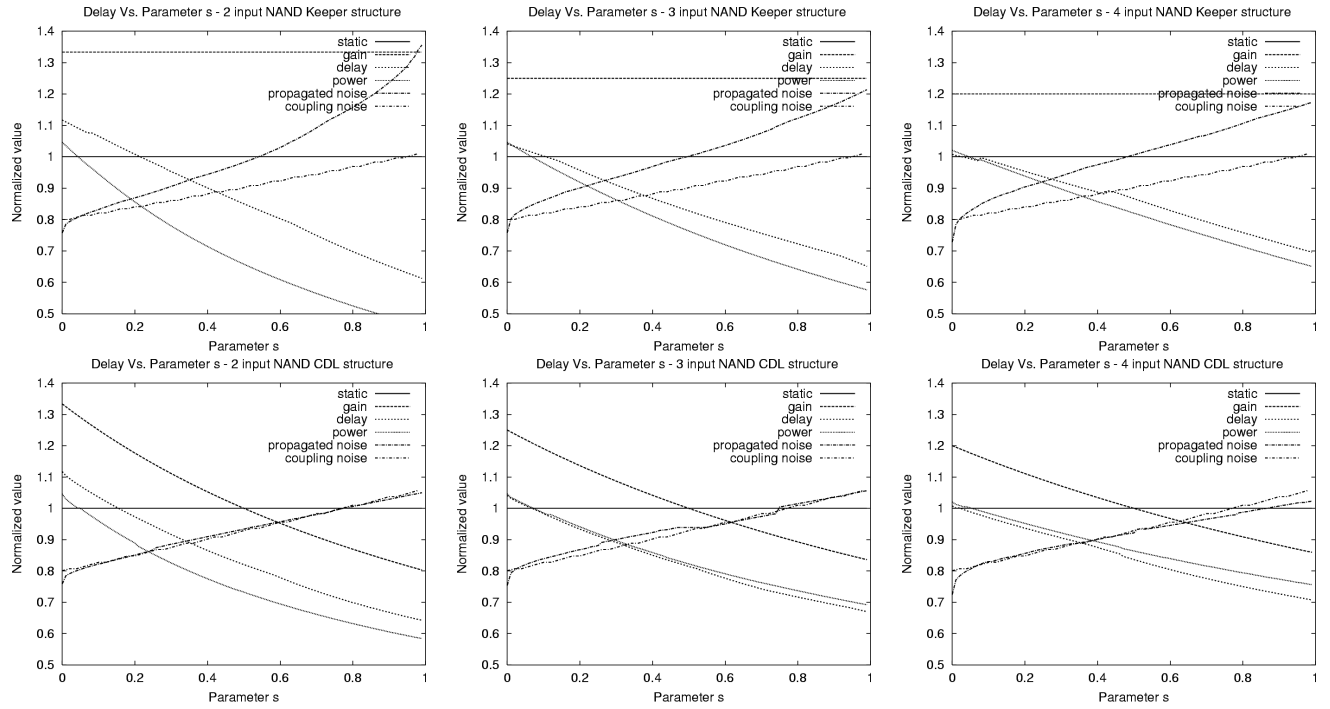 Delay Vs. Parameter s - 2 input NAND Keeper structure
1.4
1.3
1.2
1.1
1
0.9
0.8
0.7
0.6
0.5
Normalized value
static
gain
delay
power
propagated noise
coupling noise
0 0.2 0.4 0.6 0.8 1
Parameter s
Delay Vs. Parameter s - 3 input NAND Keeper structure
1.4
1.3
1.2
1.1
1
0.9
0.8
0.7
0.6
0.5
Normalized value
static
gain
delay
power
propagated noise
coupling noise
0 0.2 0.4 0.6 0.8 1
Parameter s
Delay Vs. Parameter s - 4 input NAND Keeper structure
1.4
1.3
1.2
1.1
1
0.9
0.8
0.7
0.6
0.5
Normalized value
static
gain
delay
power
propagated noise
coupling noise
0 0.2 0.4 0.6 0.8 1
Parameter s
Delay Vs. Parameter s - 2 input NAND CDL structure
1.4
1.3
1.2
1.1
1
0.9
0.8
0.7
0.6
0.5
Normalized value
static
gain
delay
power
propagated noise
coupling noise
0 0.2 0.4 0.6 0.8 1
Parameter s
Delay Vs. Parameter s - 3 input NAND CDL structure
1.4
1.3
1.2
1.1
1
0.9
0.8
0.7
0.6
0.5
Normalized value
static
gain
delay
power
propagated noise
coupling noise
0 0.2 0.4 0.6 0.8 1
Parameter s
Delay Vs. Parameter s - 4 input NAND CDL structure
1.4
1.3
1.2
1.1
1
0.9
0.8
0.7
0.6
0.5
Normalized value
static
gain
delay
power
propagated noise
coupling noise
0 0.2 0.4 0.6 0.8 1
Parameter s